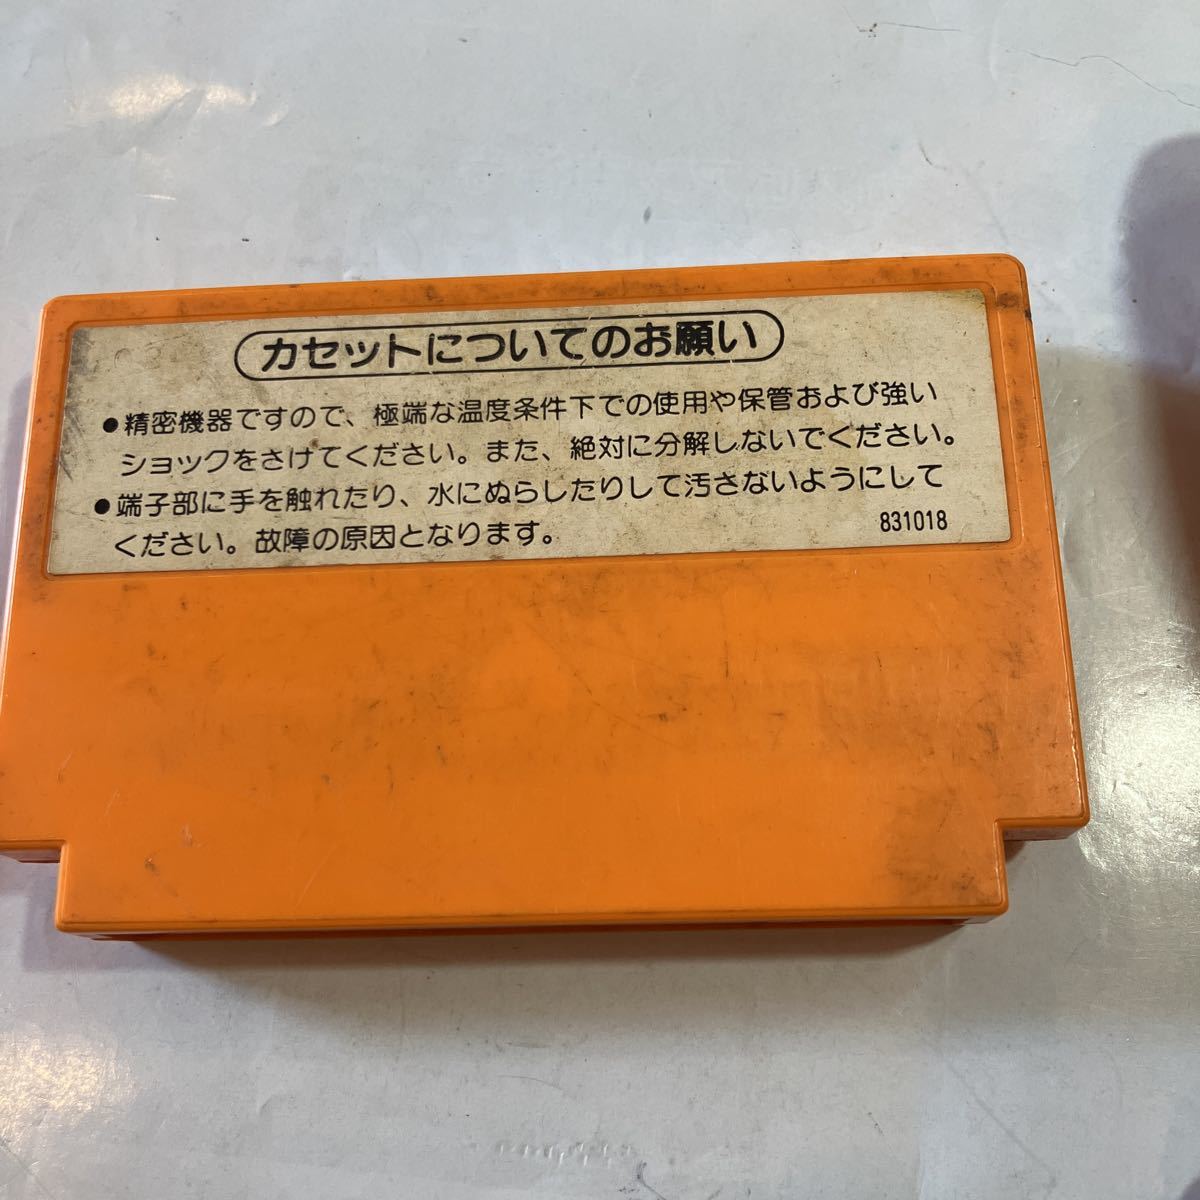 カセットについてのお願い
●精密機器ですので、極端な温度条件下での使用や保管および強い
ショックをさけてください。また、絶対に分解しないでください。
●端子部に手を触れたり、水にぬらしたりして汚さないようにして
ください。故障の原因となります。
831018